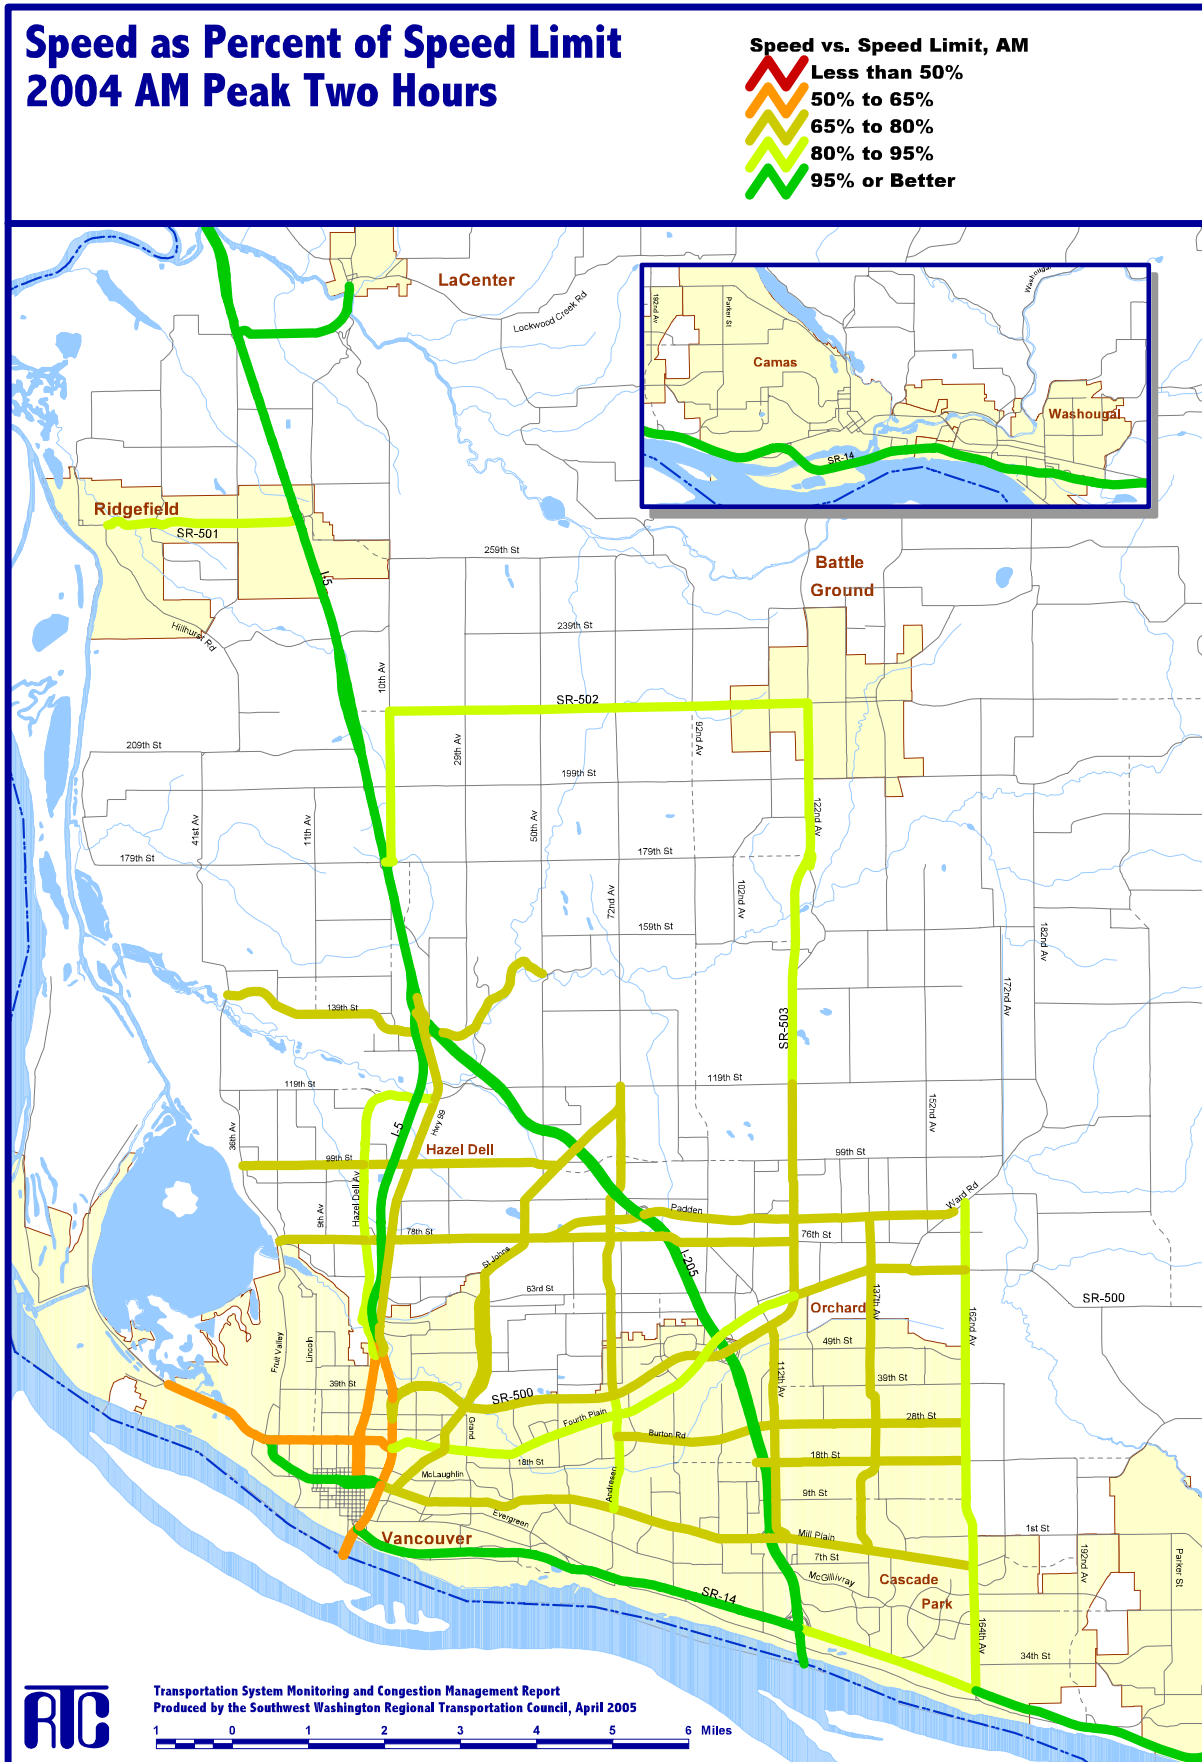 Speed as Percent of Speed Limit
2004 AM Peak Two Hours
Speed vs. Speed Limit, AM
Less than 50%
50% to 65%
65% to 80%
80% to 95%
95% or Better
LaCenter
Lockwood Creek Rd
192nd Av
Parker St
Camas
Washougal
SR-14
Ridgefield
SR-501
I-5
259th St
Battle
Ground
Hillhurst Rd
239th St
10th Av
SR-502
209th St
29th Av
92nd Av
199th St
41st Av
11th Av
50th Av
122nd Av
179th St
179th St
72nd Av
102nd Av
159th St
182nd Av
139th St
172nd Av
SR-503
119th St
119th St
36th Av
I-5
Hwy 99
Hazel Dell
152nd Av
99th St
99th St
9th Av
Hazel Dell Av
Padden
Ward Rd
78th St
76th St
St Johns
I-205
63rd St
Orchard
137th Av
162nd Av
SR-500
Fruit Valley
Lincoln
49th St
39th St
SR-500
112th Av
39th St
Grand
Fourth Plain
28th St
Burton Rd
18th St
18th St
McLaughlin
Andresen
9th St
Evergreen
Vancouver
Mill Plain
1st St
7th St
McGillivray
192nd Av
Parker St
Cascade
Park
SR-14
164th Av
34th St
RTC
Transportation System Monitoring and Congestion Management Report
Produced by the Southwest Washington Regional Transportation Council, April 2005
1 0 1 2 3 4 5 6 Miles